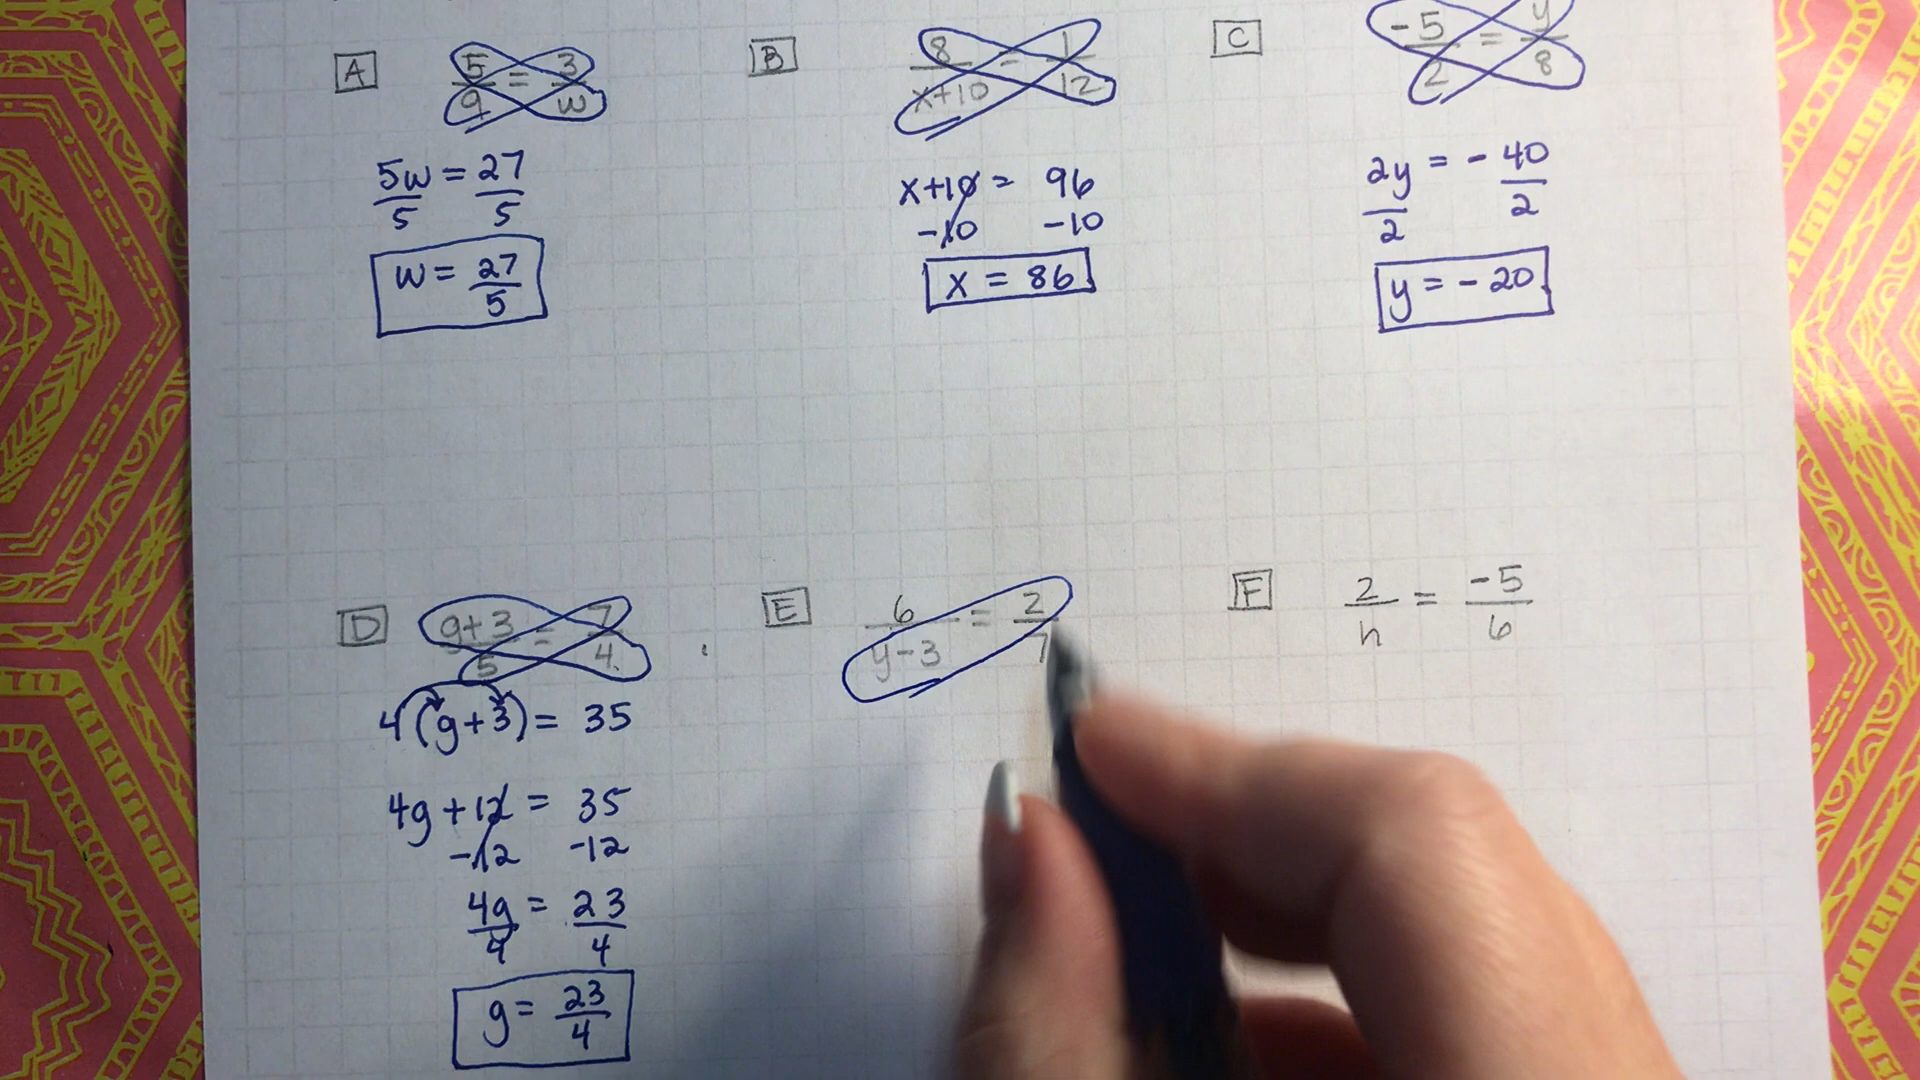 A 5/9 = 3/w
5w/5 = 27/5
w = 27/5
B 8/x+10 = 1/12
x+10 = 96
-10 -10
x = 86
C -5/2 = y/8
2y/2 = -40/2
y = -20
D g+3/5 = 7/4
4(g+3) = 35
4g+12 = 35
-12 -12
4g/4 = 23/4
g = 23/4
E 6/y-3 = 2/7
F 2/h = -5/6